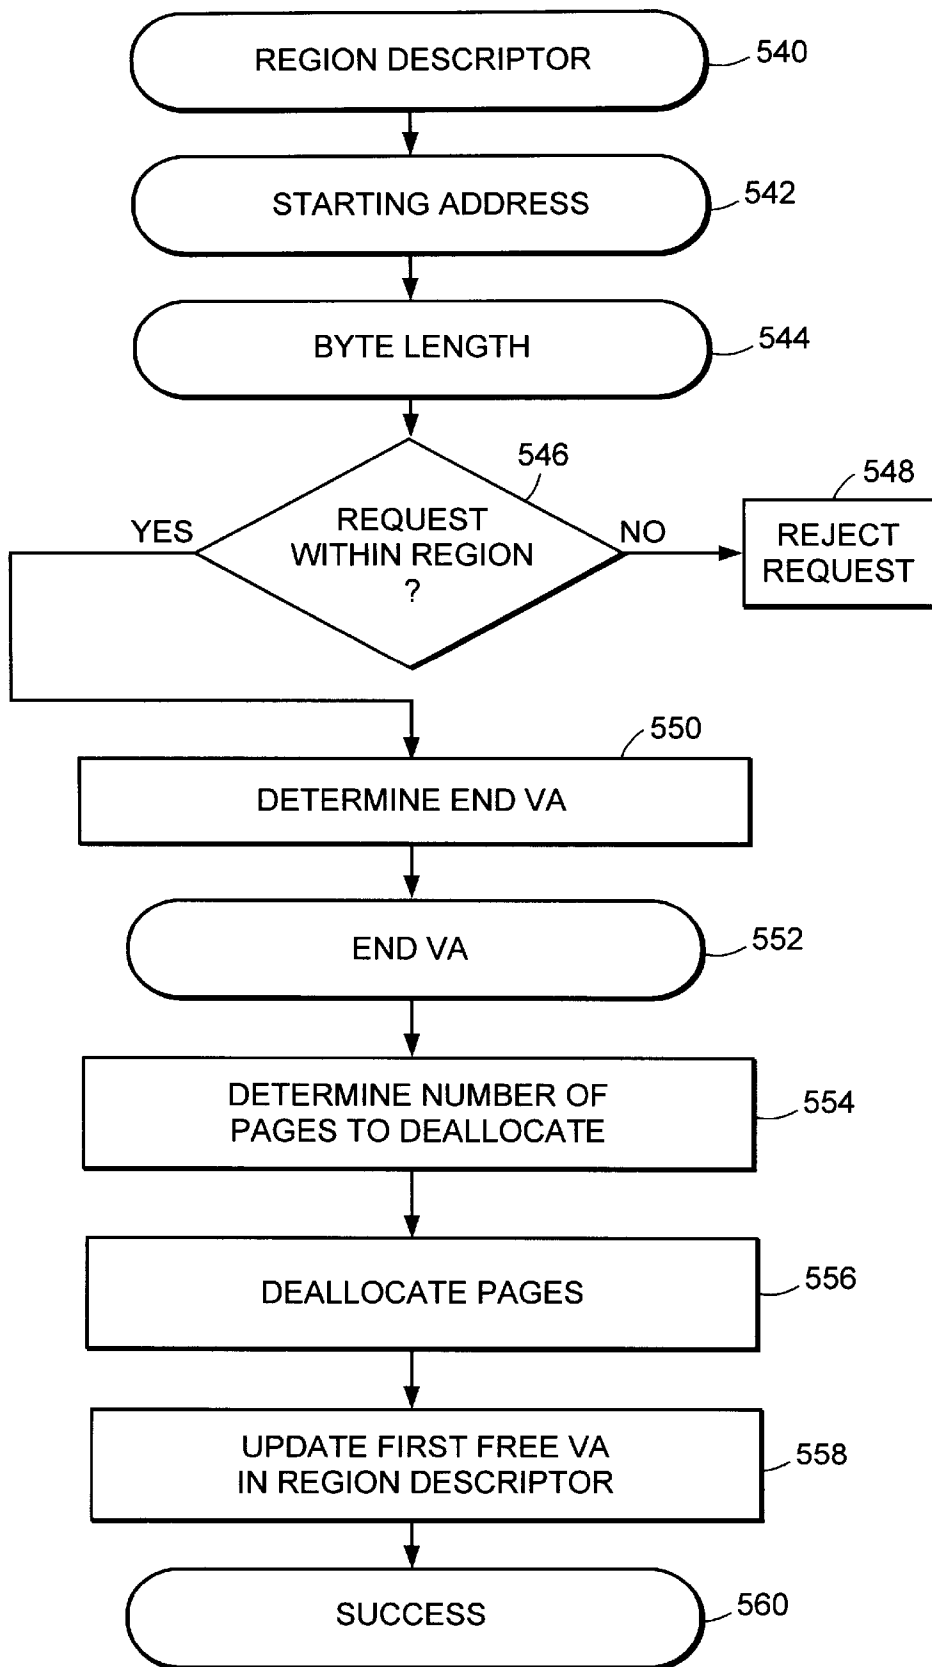 REGION DESCRIPTOR
540
STARTING ADDRESS
542
BYTE LENGTH
544
546
548
YES
REQUEST
WITHIN REGION
?
NO
REJECT
REQUEST
550
DETERMINE END VA
END VA
552
DETERMINE NUMBER OF
PAGES TO DEALLOCATE
554
DEALLOCATE PAGES
556
UPDATE FIRST FREE VA
IN REGION DESCRIPTOR
558
SUCCESS
560